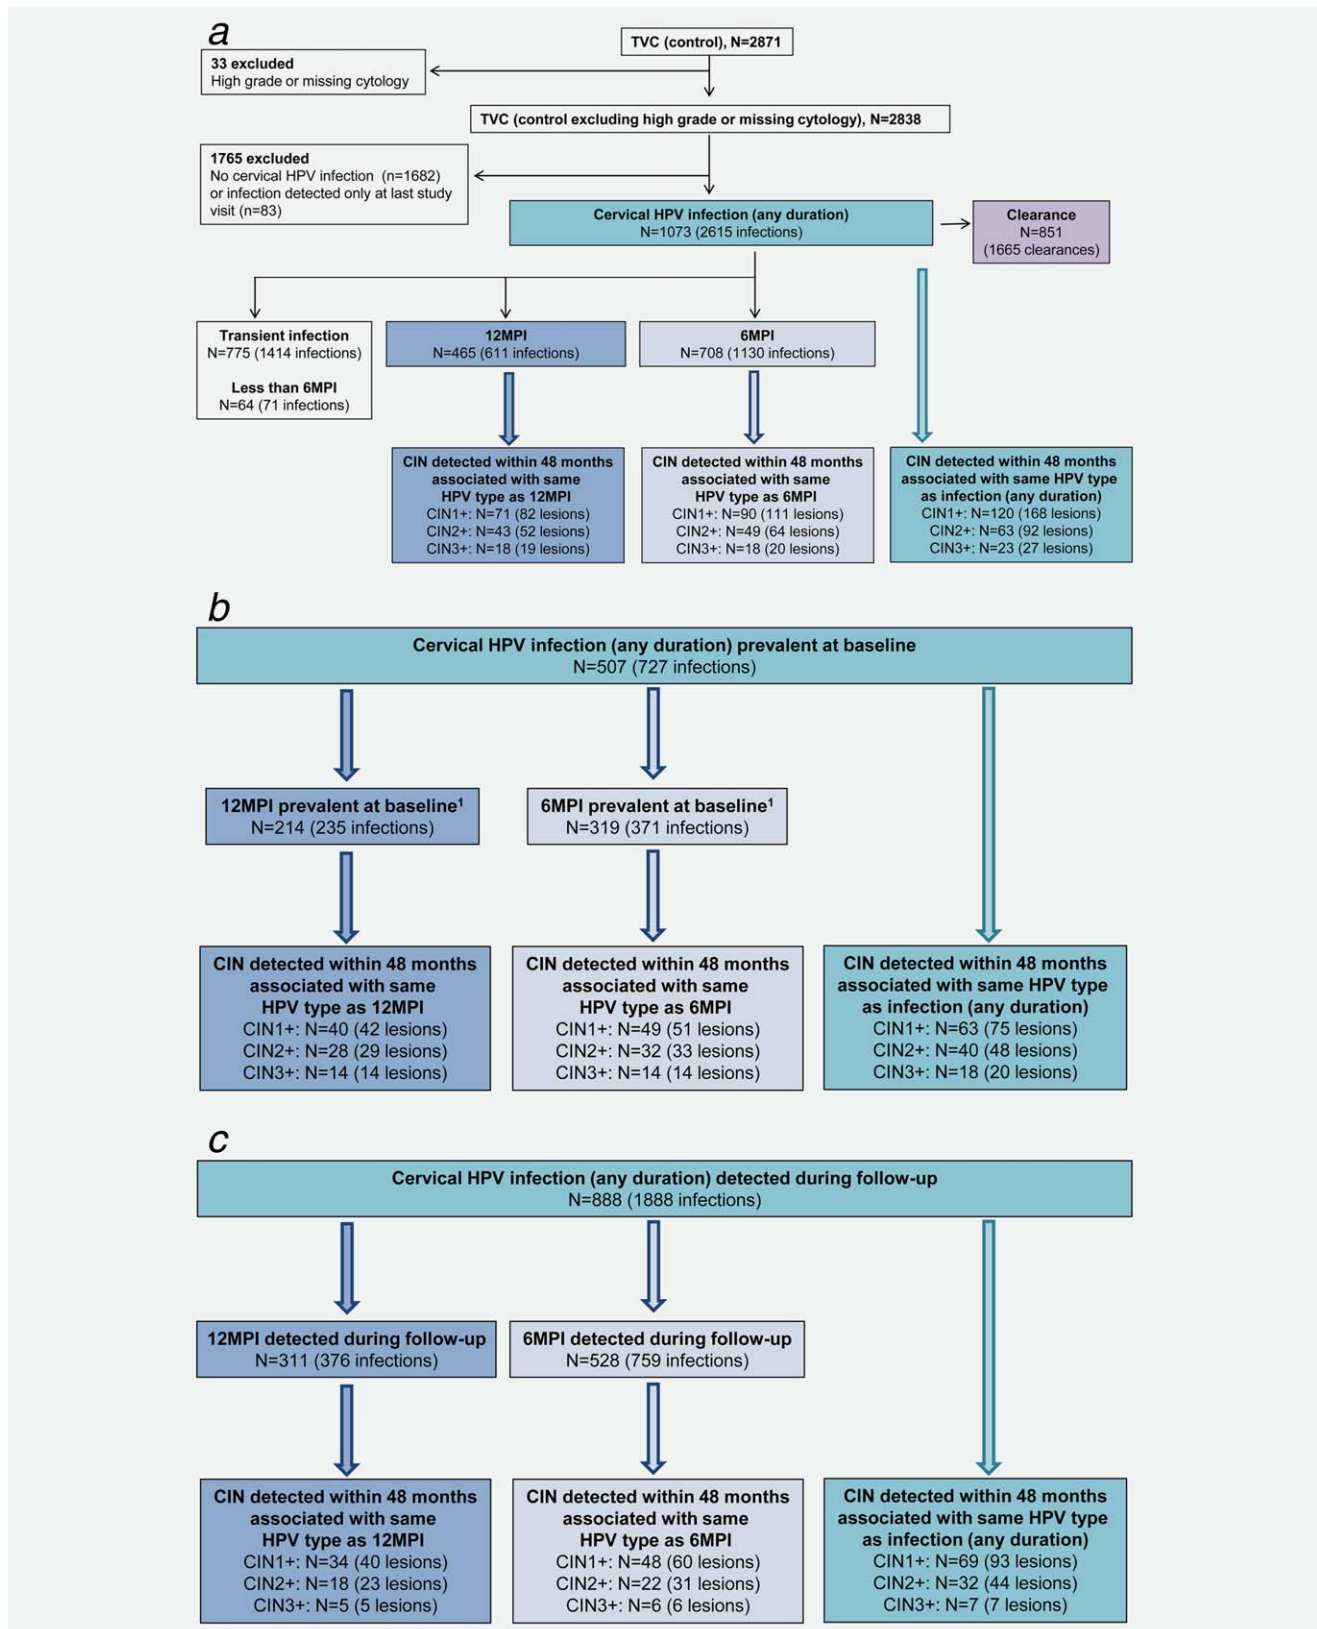 a
TVC (control), N=2871
33 excluded
High grade or missing cytology
TVC (control excluding high grade or missing cytology), N=2838
1765 excluded
No cervical HPV infection (n=1682)
or infection detected only at last study
visit (n=83)
Cervical HPV infection (any duration)
N=1073 (2615 infections)
Clearance
N=851
(1665 clearances)
Transient infection
N=775 (1414 infections)
Less than 6MPI
N=64 (71 infections)
12MPI
N=465 (611 infections)
6MPI
N=708 (1130 infections)
CIN detected within 48 months
associated with same
HPV type as 12MPI
CIN1+: N=71 (82 lesions)
CIN2+: N=43 (52 lesions)
CIN3+: N=18 (19 lesions)
CIN detected within 48 months
associated with same
HPV type as 6MPI
CIN1+: N=90 (111 lesions)
CIN2+: N=49 (64 lesions)
CIN3+: N=18 (20 lesions)
CIN detected within 48 months
associated with same HPV type
as infection (any duration)
CIN1+: N=120 (168 lesions)
CIN2+: N=63 (92 lesions)
CIN3+: N=23 (27 lesions)
b
Cervical HPV infection (any duration) prevalent at baseline
N=507 (727 infections)
12MPI prevalent at baseline¹
N=214 (235 infections)
6MPI prevalent at baseline¹
N=319 (371 infections)
CIN detected within 48 months
associated with same
HPV type as 12MPI
CIN1+: N=40 (42 lesions)
CIN2+: N=28 (29 lesions)
CIN3+: N=14 (14 lesions)
CIN detected within 48 months
associated with same
HPV type as 6MPI
CIN1+: N=49 (51 lesions)
CIN2+: N=32 (33 lesions)
CIN3+: N=14 (14 lesions)
CIN detected within 48 months
associated with same HPV type
as infection (any duration)
CIN1+: N=63 (75 lesions)
CIN2+: N=40 (48 lesions)
CIN3+: N=18 (20 lesions)
c
Cervical HPV infection (any duration) detected during follow-up
N=888 (1888 infections)
12MPI detected during follow-up
N=311 (376 infections)
6MPI detected during follow-up
N=528 (759 infections)
CIN detected within 48 months
associated with same
HPV type as 12MPI
CIN1+: N=34 (40 lesions)
CIN2+: N=18 (23 lesions)
CIN3+: N=5 (5 lesions)
CIN detected within 48 months
associated with same
HPV type as 6MPI
CIN1+: N=48 (60 lesions)
CIN2+: N=22 (31 lesions)
CIN3+: N=6 (6 lesions)
CIN detected within 48 months
associated with same HPV type
as infection (any duration)
CIN1+: N=69 (93 lesions)
CIN2+: N=32 (44 lesions)
CIN3+: N=7 (7 lesions)